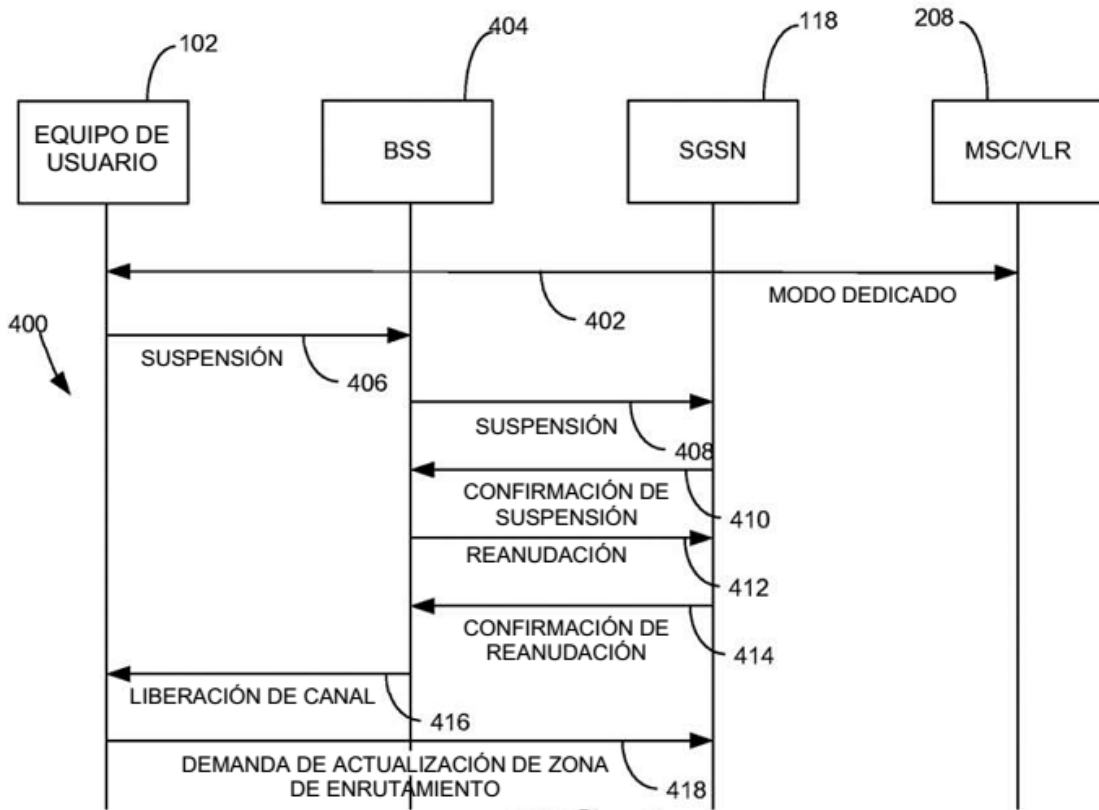 102
404
118
208
EQUIPO DE
USUARIO
BSS
SGSN
MSC/VLR
MODO DEDICADO
402
400
SUSPENSIÓN
406
SUSPENSIÓN
408
CONFIRMACIÓN DE
SUSPENSIÓN
410
REANUDACIÓN
412
CONFIRMACIÓN DE
REANUDACIÓN
414
LIBERACIÓN DE CANAL
416
DEMANDA DE ACTUALIZACIÓN DE ZONA
DE ENRUTAMIENTO
418